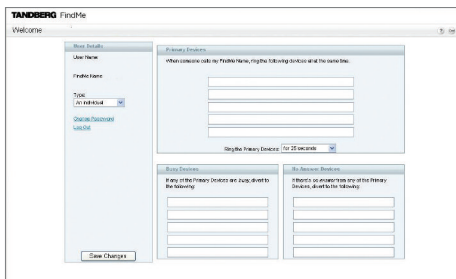 TANDBERG FindMe
Welcome
User Details
User Name
FindMe Name
Type:
An individual
Change Password
Log Out
Save Changes
Primary Devices
When someone calls my FindMe Name, ring the following devices all at the same time.
Ring the Primary Devices: for 25 seconds
Busy Devices
If any of the Primary Devices are busy, divert to
the following:
No Answer Devices
If there is no answer from any of the Primary
Devices, divert to the following: